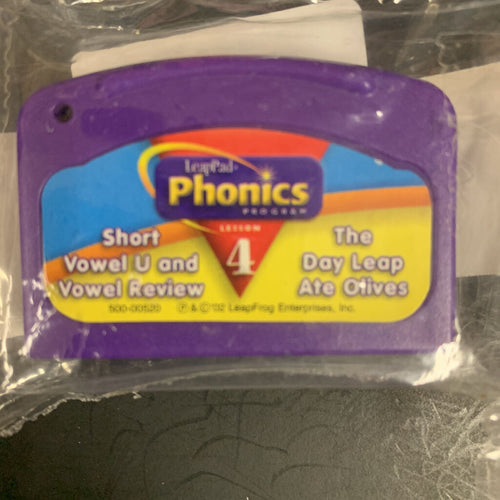 LeapPad
Phonics
PROGRAM
LESSON
4
Short
Vowel U and
Vowel Review
The
Day Leap
Ate Olives
500-00520 ℗ & © '02 LeapFrog Enterprises, Inc.